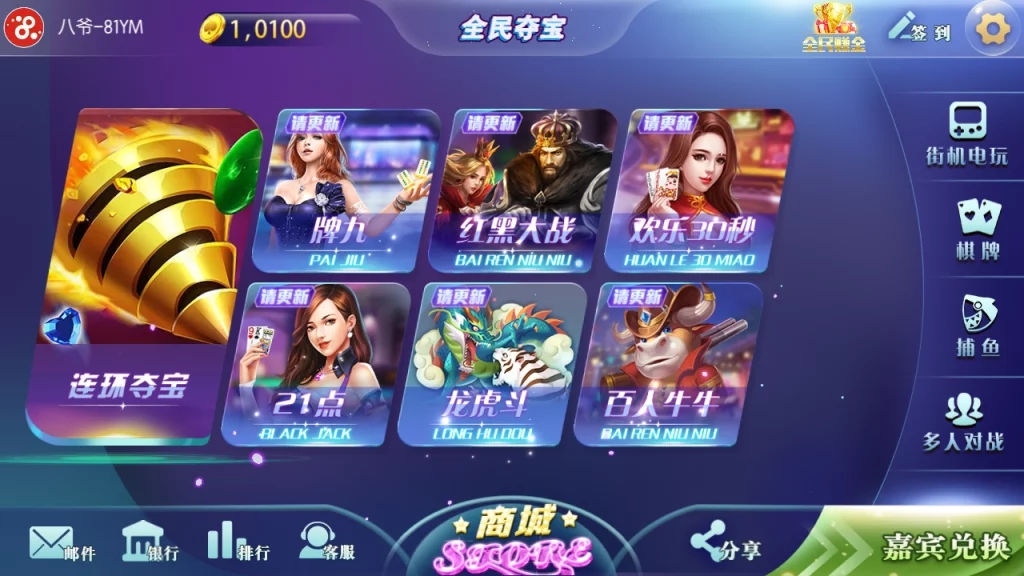 八爷-81YM
1,0100
全民夺宝
全民赚金
签到
请更新
请更新
请更新
牌九
PAI JIU
红黑大战
BAI REN NIU NIU
欢乐30秒
HUAN LE 30 MIAO
连环夺宝
请更新
请更新
请更新
21点
BLACK JACK
龙虎斗
LONG HU DOU
百人牛牛
BAI REN NIU NIU
街机电玩
棋牌
捕鱼
多人对战
邮件
银行
排行
客服
商城
STORE
分享
嘉宾兑换